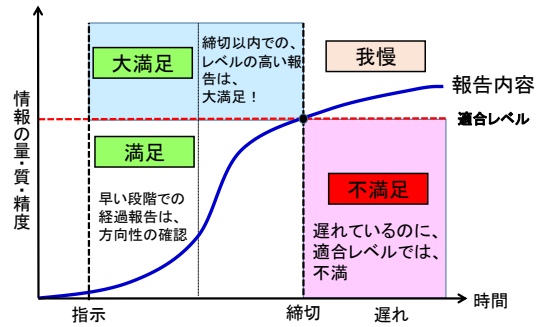 情報の量・質・精度
大満足
締切以内での、
レベルの高い報
告は、
大満足！
我慢
報告内容
適合レベル
満足
早い段階での
経過報告は、
方向性の確認
不満足
遅れているのに、
適合レベルでは、
不満
指示
締切
遅れ
時間